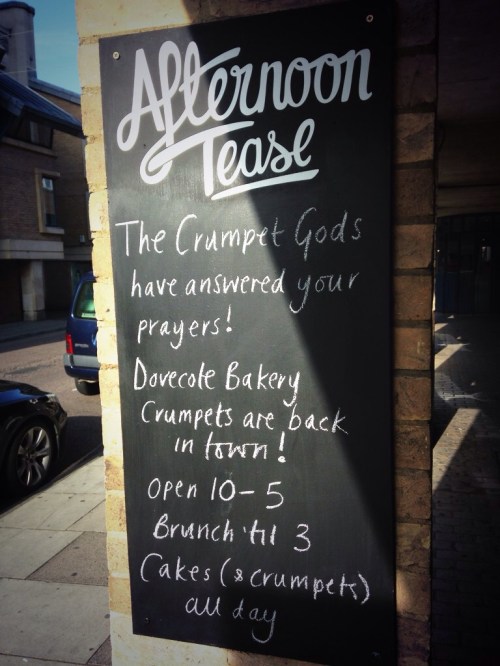 Afternoon
Tease
The Crumpet Gods
have answered your
prayers!
Dovecote Bakery
Crumpets are back
in town!
Open 10-5
Brunch 'til 3
Cakes (& crumpets)
all day